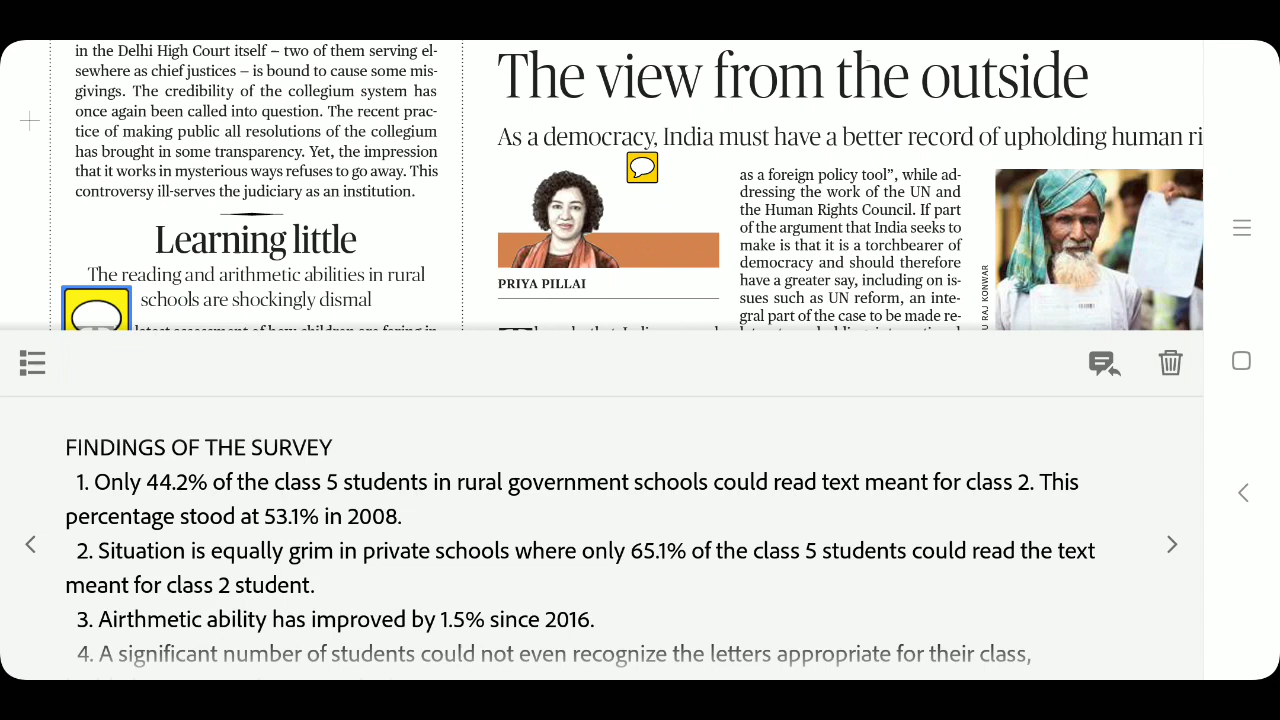 in the Delhi High Court itself – two of them serving el-
sewhere as chief justices – is bound to cause some mis-
givings. The credibility of the collegium system has
once again been called into question. The recent prac-
tice of making public all resolutions of the collegium
has brought in some transparency. Yet, the impression
that it works in mysterious ways refuses to go away. This
controversy ill-serves the judiciary as an institution.
Learning little
The reading and arithmetic abilities in rural
schools are shockingly dismal
latest assessment of how children are faring in
The view from the outside
As a democracy, India must have a better record of upholding human ri
PRIYA PILLAI
as a foreign policy tool”, while ad-
dressing the work of the UN and
the Human Rights Council. If part
of the argument that India seeks to
make is that it is a torchbearer of
democracy and should therefore
have a greater say, including on is-
sues such as UN reform, an inte-
gral part of the case to be made re-
RAJ KONWAR
FINDINGS OF THE SURVEY
1. Only 44.2% of the class 5 students in rural government schools could read text meant for class 2. This
percentage stood at 53.1% in 2008.
2. Situation is equally grim in private schools where only 65.1% of the class 5 students could read the text
meant for class 2 student.
3. Airthmetic ability has improved by 1.5% since 2016.
4. A significant number of students could not even recognize the letters appropriate for their class,